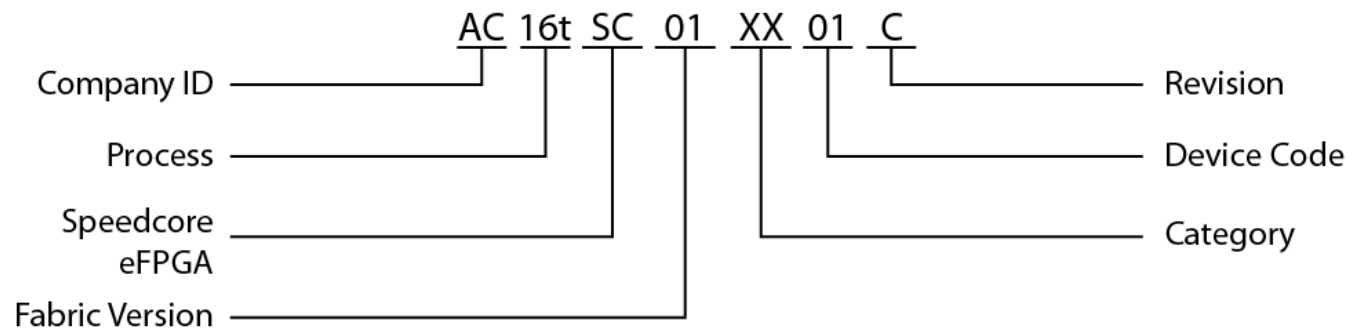 AC 16t SC 01 XX 01 C
Company ID
Revision
Process
Device Code
Speedcore
eFPGA
Category
Fabric Version